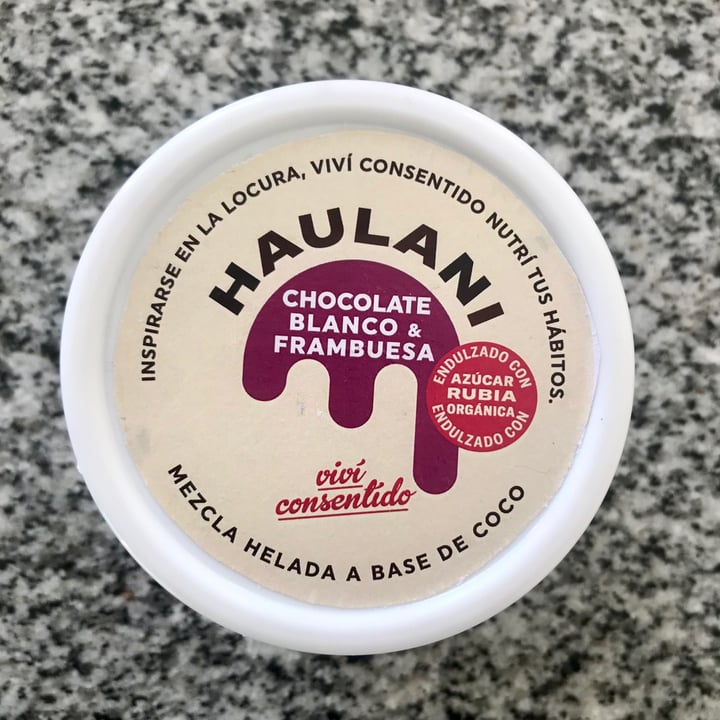 INSPIRARSE EN LA LOCURA, VIVÍ CONSENTIDO NUTRÍ TUS HÁBITOS.
HAULANI
CHOCOLATE
BLANCO &
FRAMBUESA
ENDULZADO CON
AZÚCAR
RUBIA
ORGÁNICA
ENDULZADO CON
viví
consentido
MEZCLA HELADA A BASE DE COCO